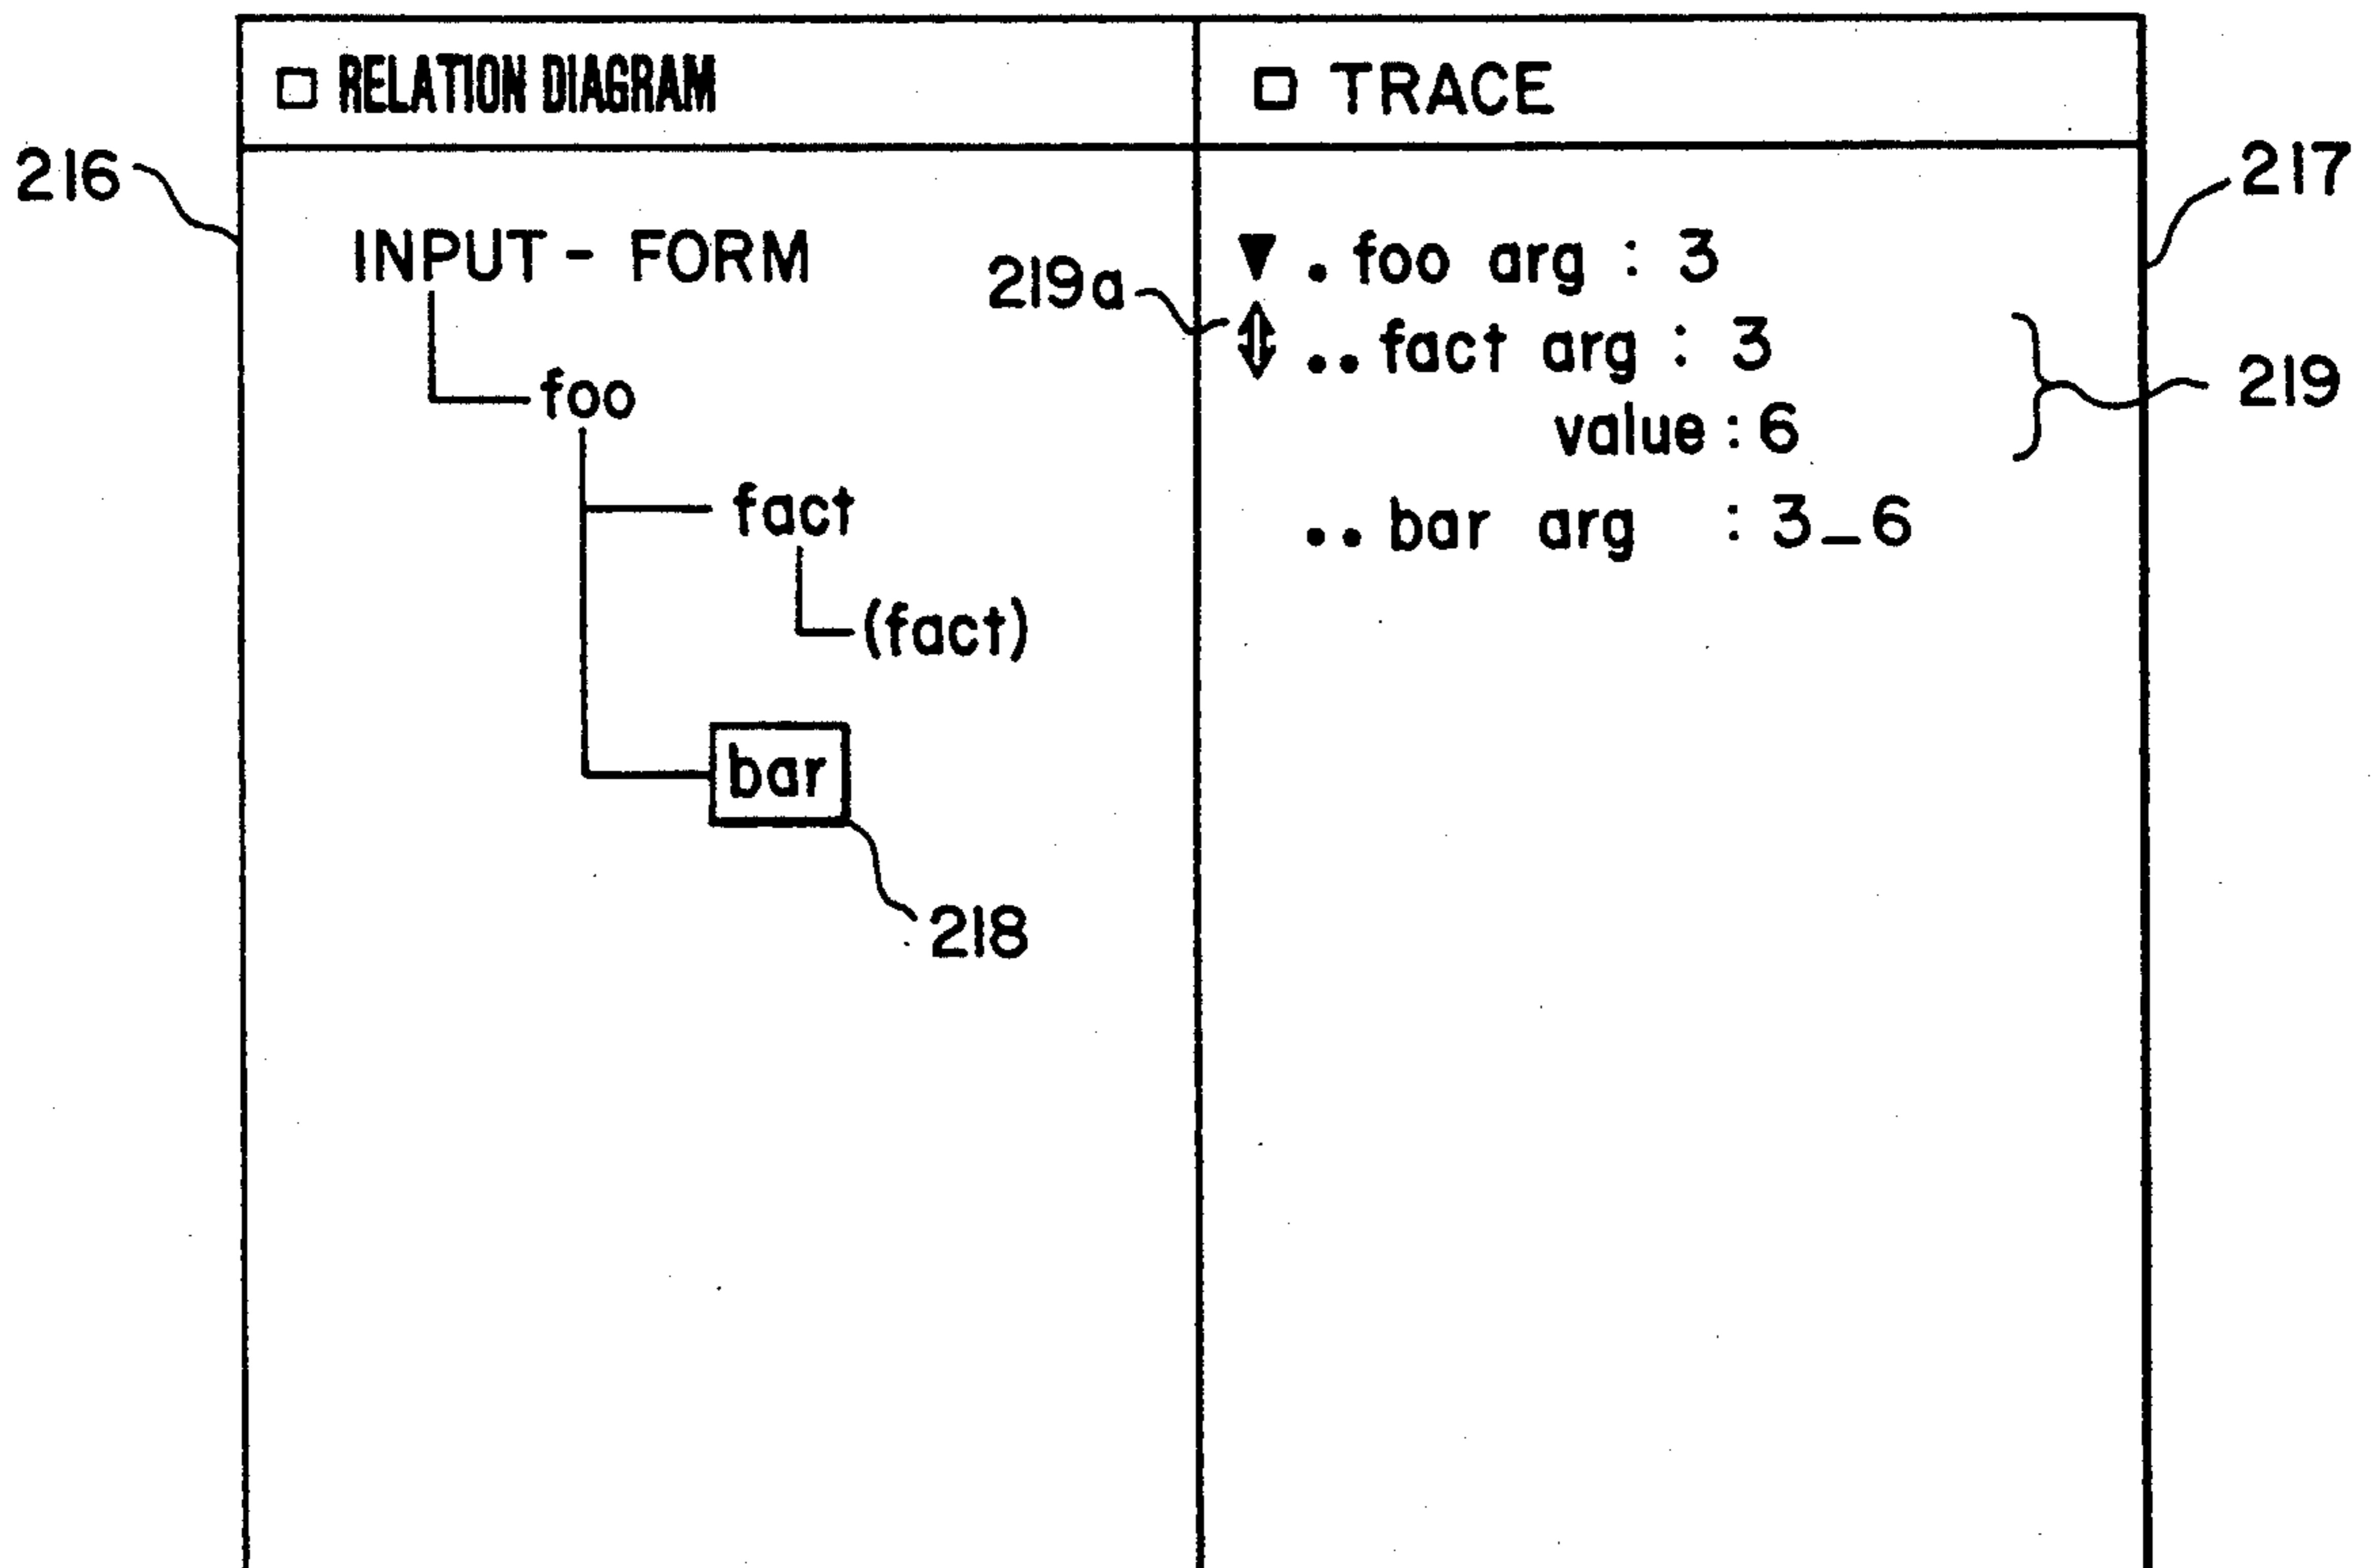 RELATION DIAGRAM
TRACE
216
217
INPUT - FORM
foo
fact
(fact)
bar
218
219a
. foo arg : 3
.. fact arg : 3
value : 6
219
.. bar arg : 3_6